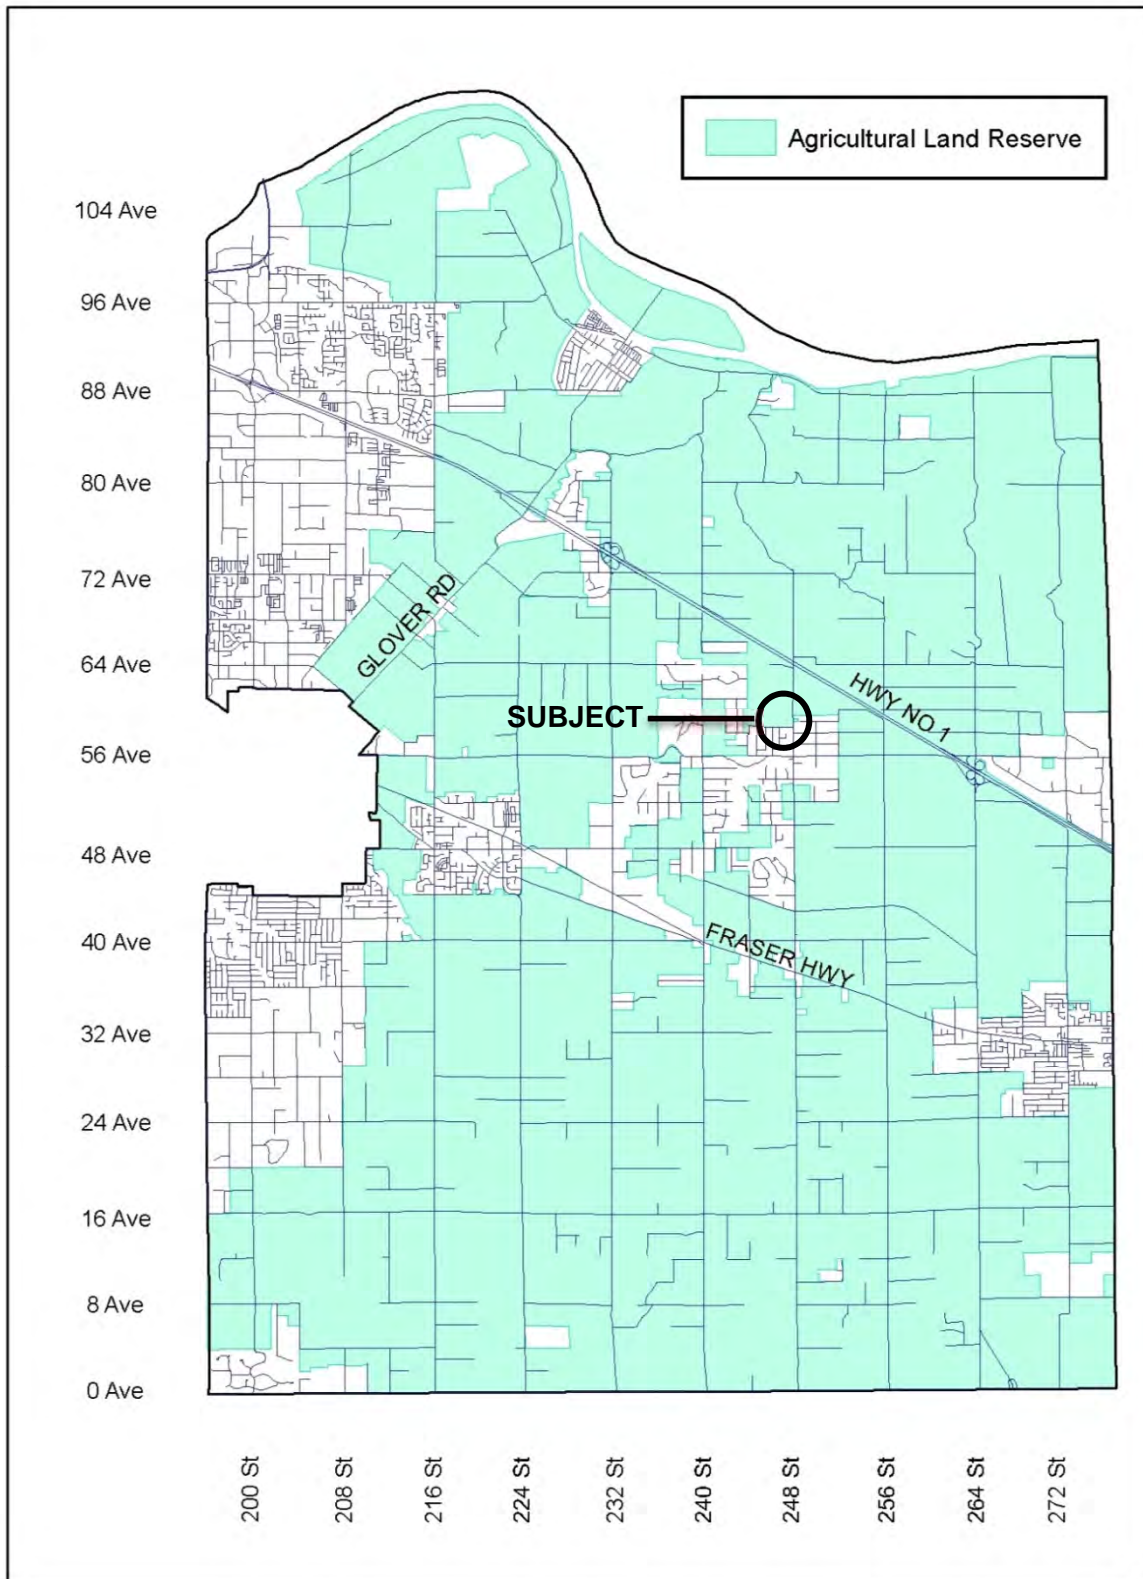 Agricultural Land Reserve
104 Ave
96 Ave
88 Ave
80 Ave
72 Ave
GLOVER RD
64 Ave
HWY NO.1
SUBJECT
56 Ave
48 Ave
40 Ave
FRASER HWY
32 Ave
24 Ave
16 Ave
8 Ave
0 Ave
200 St
208 St
216 St
224 St
232 St
240 St
248 St
256 St
264 St
272 St